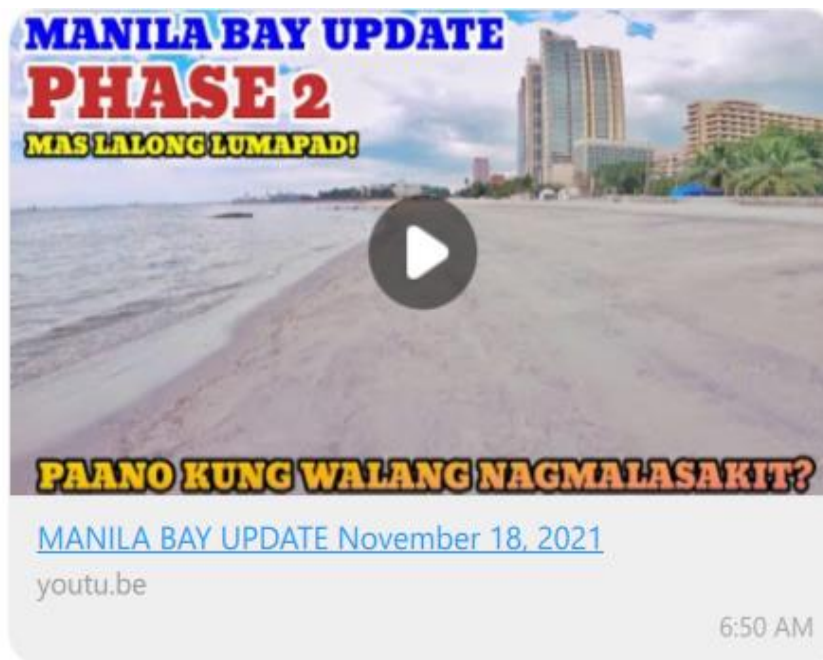 MANILA BAY UPDATE
PHASE 2
MAS LALONG LUMAPAD!
PAANO KUNG WALANG NAGMALASAKIT?
MANILA BAY UPDATE November 18, 2021
youtu.be
6:50 AM